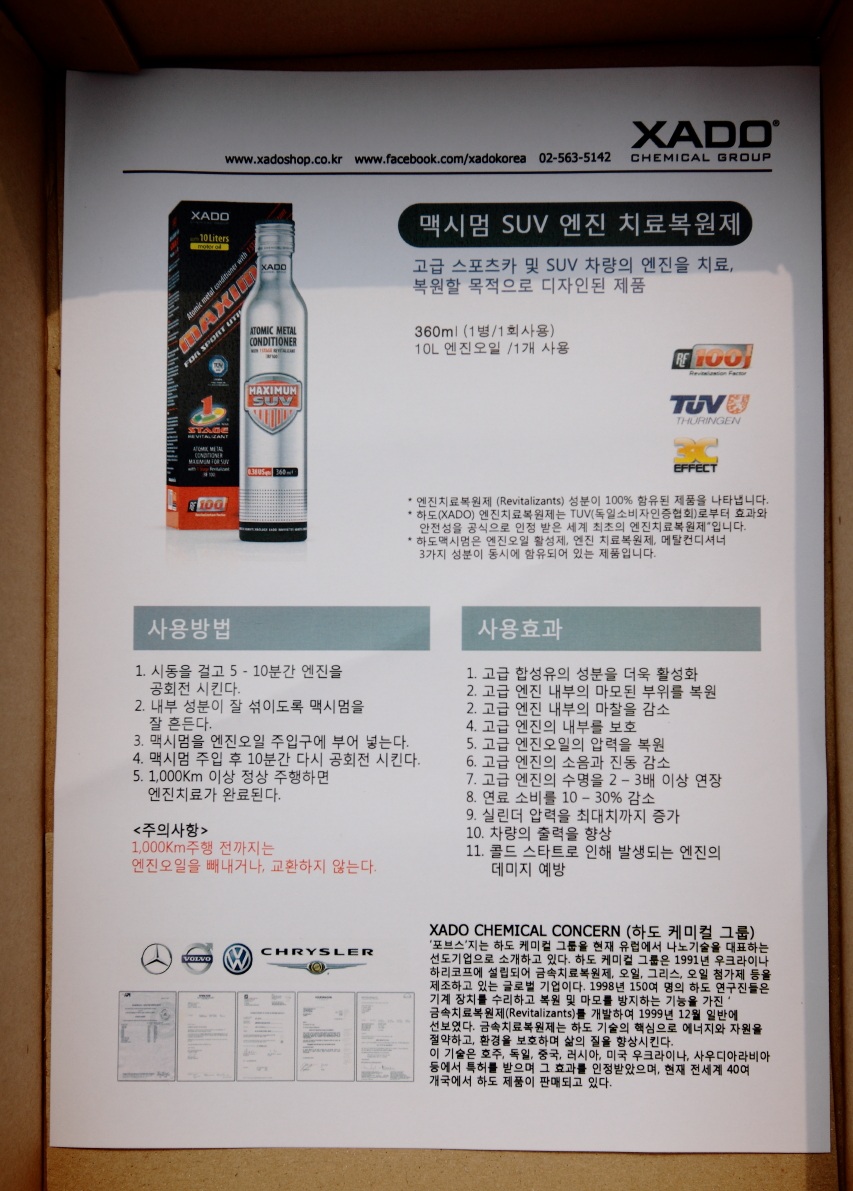 XADO®
CHEMICAL GROUP
www.xadoshop.co.kr www.facebook.com/xadokorea 02-563-5142
맥시멈 SUV 엔진 치료복원제
고급 스포츠카 및 SUV 차량의 엔진을 치료,
복원할 목적으로 디자인된 제품
360ml (1병/1회사용)
10L 엔진오일 /1개 사용
XADO
10 Liters
motor oil
Atomic metal conditioner with
MAXIM
FOR SPORT UTIL
TÜV
1
STAGE
REVITALIZANT
ATOMIC METAL
CONDITIONER
MAXIMUM FOR SUV
RF 100
XADO
ATOMIC METAL
CONDITIONER
MAXIMUM
SUV
360 ml
RF 100
Revitalization Factor
TÜV
THÜRINGEN
3X
EFFECT
* 엔진치료복원제 (Revitalizants) 성분이 100% 함유된 제품을 나타냅니다.
* 하도(XADO) 엔진치료복원제는 TUV(독일소비자인증협회)로부터 효과와
안전성을 공식으로 인정 받은 세계 최초의 엔진치료복원제"입니다.
* 하도맥시멈은 엔진오일 활성제, 엔진 치료복원제, 메탈컨디셔너
3가지 성분이 동시에 함유되어 있는 제품입니다.
사용방법
1. 시동을 걸고 5 - 10분간 엔진을
공회전 시킨다.
2. 내부 성분이 잘 섞이도록 맥시멈을
잘 흔든다.
3. 맥시멈을 엔진오일 주입구에 부어 넣는다.
4. 맥시멈 주입 후 10분간 다시 공회전 시킨다.
5. 1,000Km 이상 정상 주행하면
엔진치료가 완료된다.
<주의사항>
1,000Km주행 전까지는
엔진오일을 빼내거나, 교환하지 않는다.
사용효과
1. 고급 합성유의 성분을 더욱 활성화
2. 고급 엔진 내부의 마모된 부위를 복원
2. 고급 엔진 내부의 마찰을 감소
4. 고급 엔진의 내부를 보호
5. 고급 엔진오일의 압력을 복원
6. 고급 엔진의 소음과 진동 감소
7. 고급 엔진의 수명을 2 – 3배 이상 연장
8. 연료 소비를 10 – 30% 감소
9. 실린더 압력을 최대치까지 증가
10. 차량의 출력을 향상
11. 콜드 스타트로 인해 발생되는 엔진의
데미지 예방
VOLVO
CHRYSLER
XADO CHEMICAL CONCERN (하도 케미컬 그룹)
'포브스'지는 하도 케미컬 그룹을 현재 유럽에서 나노기술을 대표하는
선도기업으로 소개하고 있다. 하도 케미컬 그룹은 1991년 우크라이나
하리코프에 설립되어 금속치료복원제, 오일, 그리스, 오일 첨가제 등을
제조하고 있는 글로벌 기업이다. 1998년 150여 명의 하도 연구진들은
기계 장치를 수리하고 복원 및 마모를 방지하는 기능을 가진 '
금속치료복원제(Revitalizants)를 개발하여 1999년 12월 일반에
선보였다. 금속치료복원제는 하도 기술의 핵심으로 에너지와 자원을
절약하고, 환경을 보호하며 삶의 질을 향상시킨다.
이 기술은 호주, 독일, 중국, 러시아, 미국 우크라이나, 사우디아라비아
등에서 특허를 받으며 그 효과를 인정받았으며, 현재 전세계 40여
개국에서 하도 제품이 판매되고 있다.